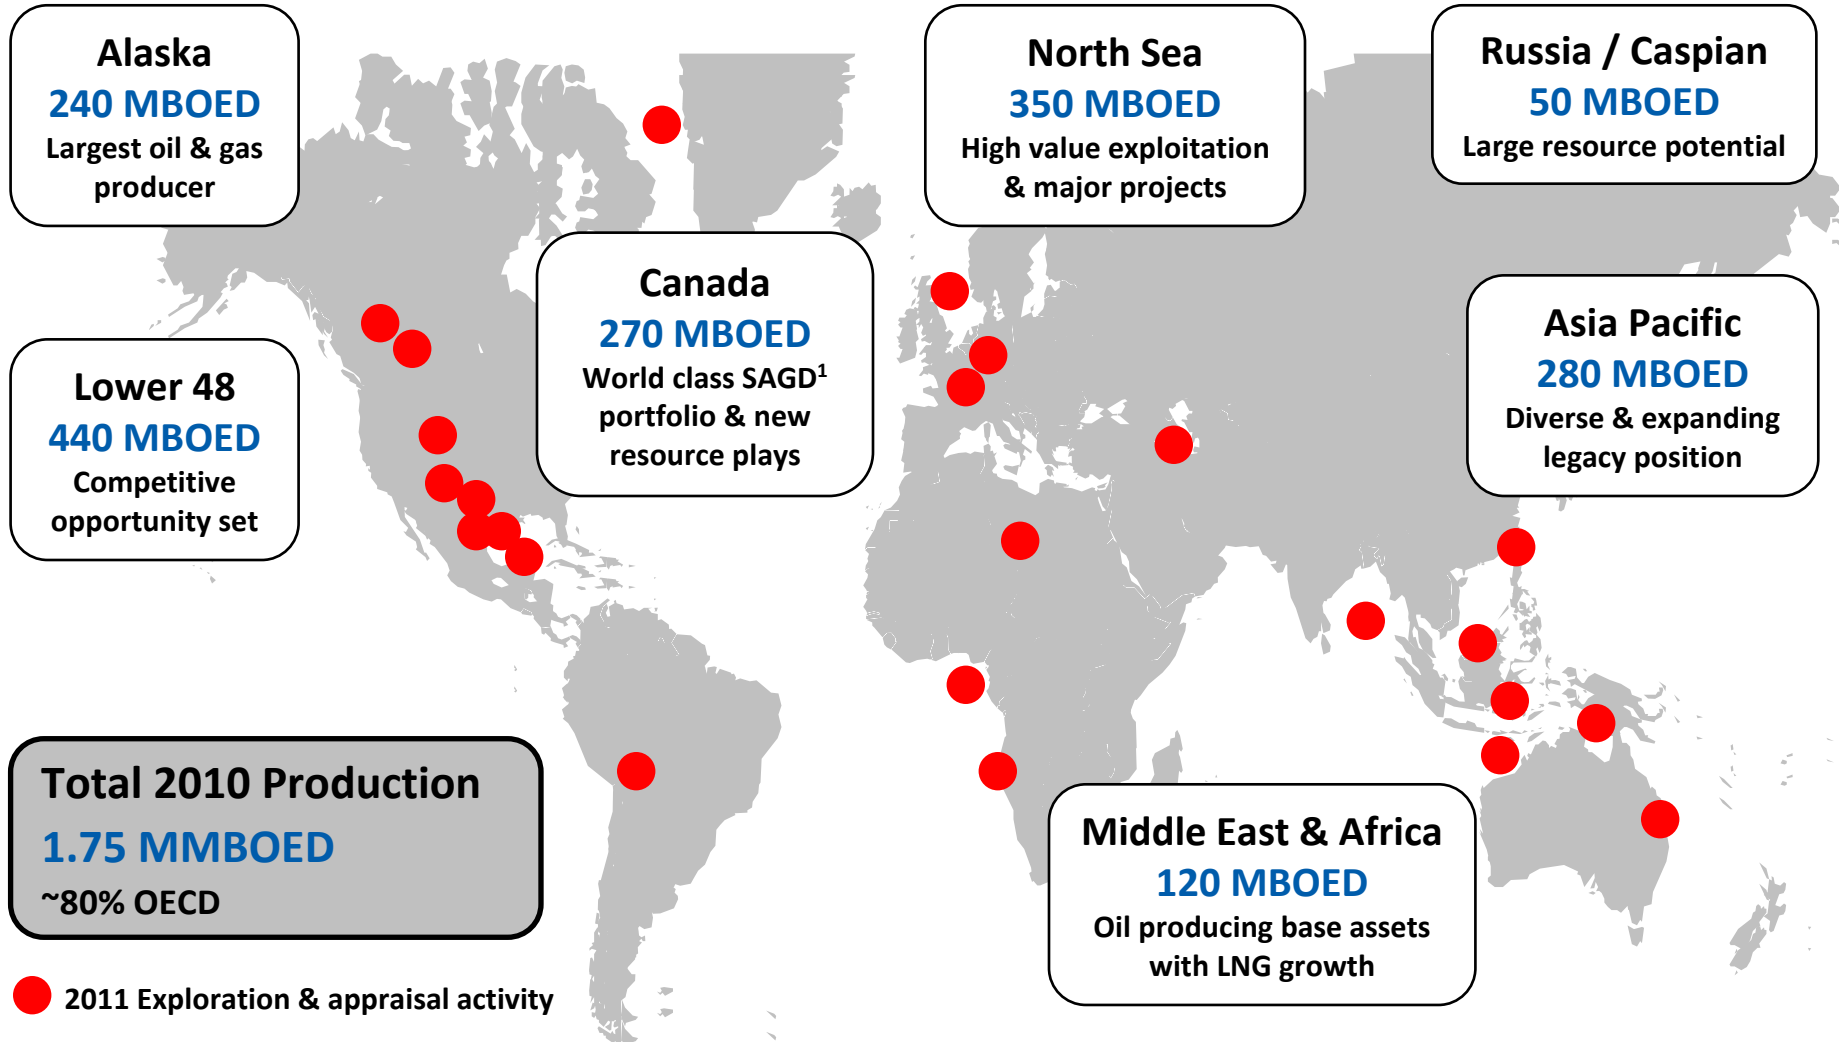 Alaska
240 MBOED
Largest oil & gas
producer
North Sea
350 MBOED
High value exploitation
& major projects
Russia / Caspian
50 MBOED
Large resource potential
Canada
270 MBOED
World class SAGD¹
portfolio & new
resource plays
Lower 48
440 MBOED
Competitive
opportunity set
Asia Pacific
280 MBOED
Diverse & expanding
legacy position
Total 2010 Production
1.75 MMBOED
~80% OECD
Middle East & Africa
120 MBOED
Oil producing base assets
with LNG growth
2011 Exploration & appraisal activity